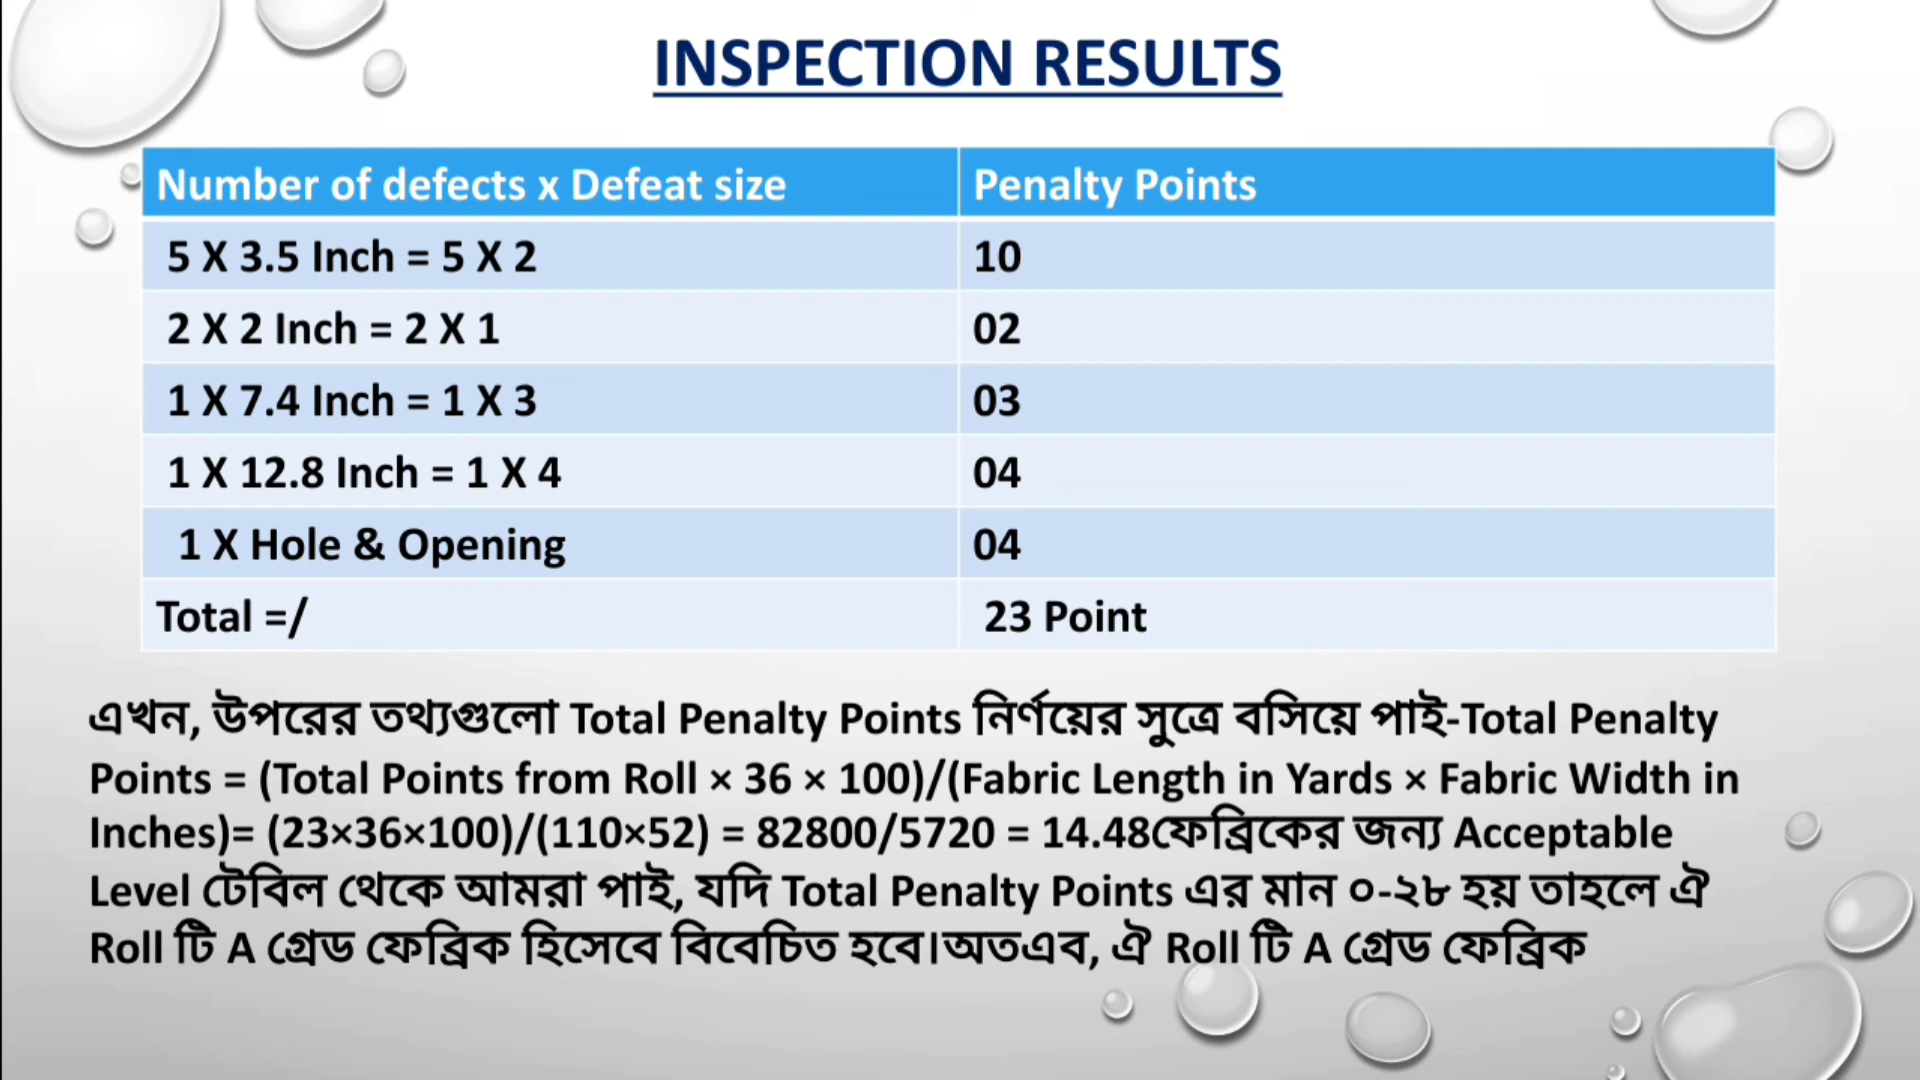 INSPECTION RESULTS
Number of defects x Defeat size Penalty Points
5 X 3.5 Inch = 5 X 2 10
2 X 2 Inch = 2 X 1 02
1 X 7.4 Inch = 1 X 3 03
1 X 12.8 Inch = 1 X 4 04
1 X Hole & Opening 04
Total =/ 23 Point
এখন, উপরের তথ্যগুলো Total Penalty Points নির্ণয়ের সুত্রে বসিয়ে পাই-Total Penalty
Points = (Total Points from Roll × 36 × 100)/(Fabric Length in Yards × Fabric Width in
Inches)= (23×36×100)/(110×52) = 82800/5720 = 14.48ফেব্রিকের জন্য Acceptable
Level টেবিল থেকে আমরা পাই, যদি Total Penalty Points এর মান ০-২৮ হয় তাহলে ঐ
Roll টি A গ্রেড ফেব্রিক হিসেবে বিবেচিত হবে।অতএব, ঐ Roll টি A গ্রেড ফেব্রিক